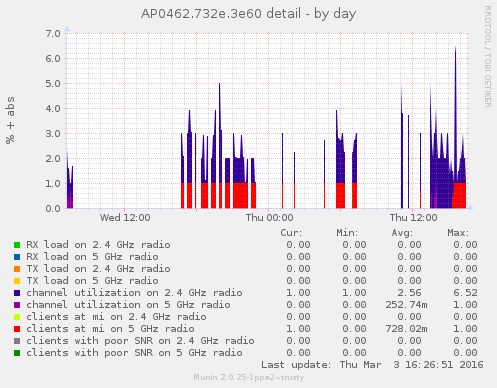 AP0462.732e.3e60 detail - by day
RRDTOOL / TOBI OETIKER
% + abs
7.0
6.0
5.0
4.0
3.0
2.0
1.0
0.0
Wed 12:00 Thu 00:00 Thu 12:00
Cur: Min: Avg: Max:
RX load on 2.4 GHz radio 0.00 0.00 0.00 0.00
RX load on 5 GHz radio 0.00 0.00 0.00 0.00
TX load on 2.4 GHz radio 0.00 0.00 0.00 0.00
TX load on 5 GHz radio 0.00 0.00 0.00 0.00
channel utilization on 2.4 GHz radio 1.00 1.00 2.56 6.52
channel utilization on 5 GHz radio 0.00 0.00 252.74m 1.00
clients at mi on 2.4 GHz radio 0.00 0.00 0.00 0.00
clients at mi on 5 GHz radio 1.00 0.00 728.02m 1.00
clients with poor SNR on 2.4 GHz radio 0.00 0.00 0.00 0.00
clients with poor SNR on 5 GHz radio 0.00 0.00 0.00 0.00
Last update: Thu Mar 3 16:26:51 2016
Munin 2.0.25-1ppa2~trusty